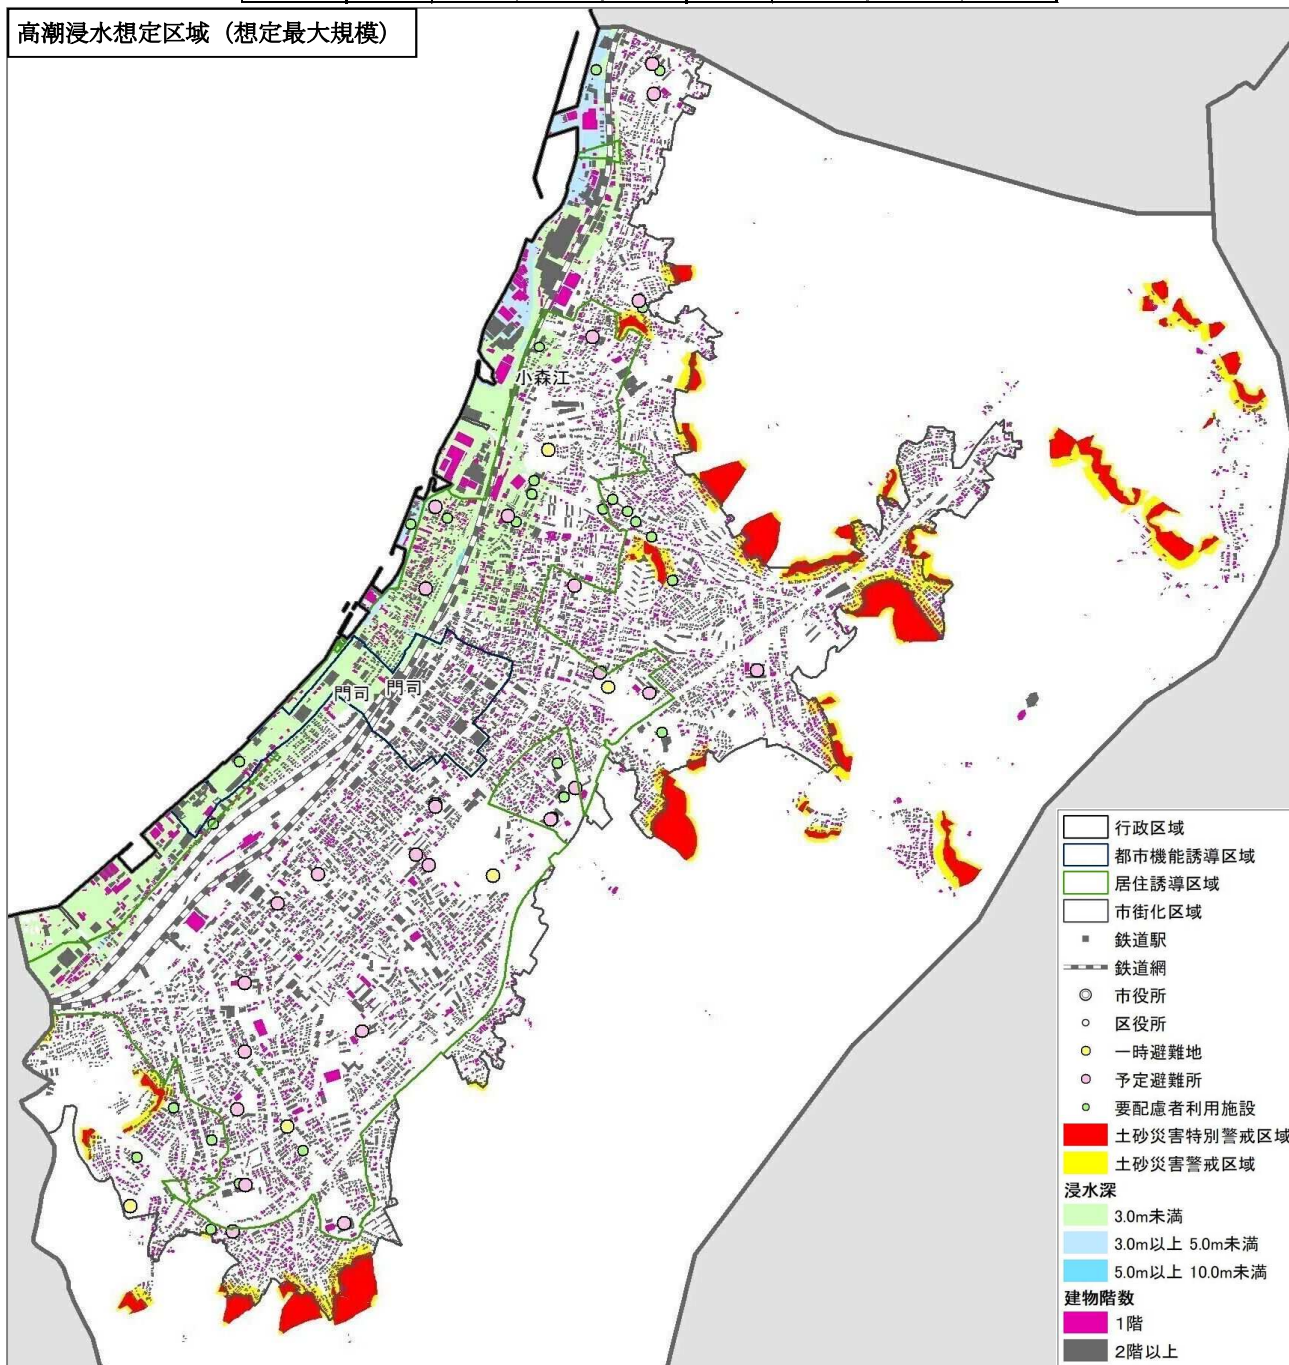 高潮浸水想定区域（想定最大規模）
小森江
門司
門司
行政区域
都市機能誘導区域
居住誘導区域
市街化区域
鉄道駅
鉄道網
市役所
区役所
一時避難地
予定避難所
要配慮者利用施設
土砂災害特別警戒区域
土砂災害警戒区域
浸水深
3.0m未満
3.0m以上 5.0m未満
5.0m以上 10.0m未満
建物階数
1階
2階以上